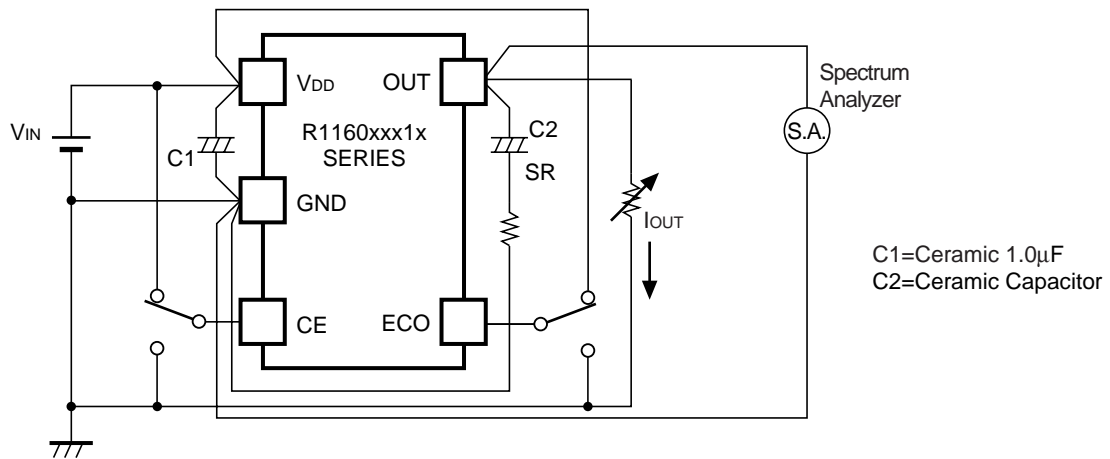 VDD
OUT
Spectrum
Analyzer
VIN
C1
R1160xxx1x
SERIES
C2
S.A.
SR
GND
IOUT
C1=Ceramic 1.0μF
C2=Ceramic Capacitor
CE
ECO